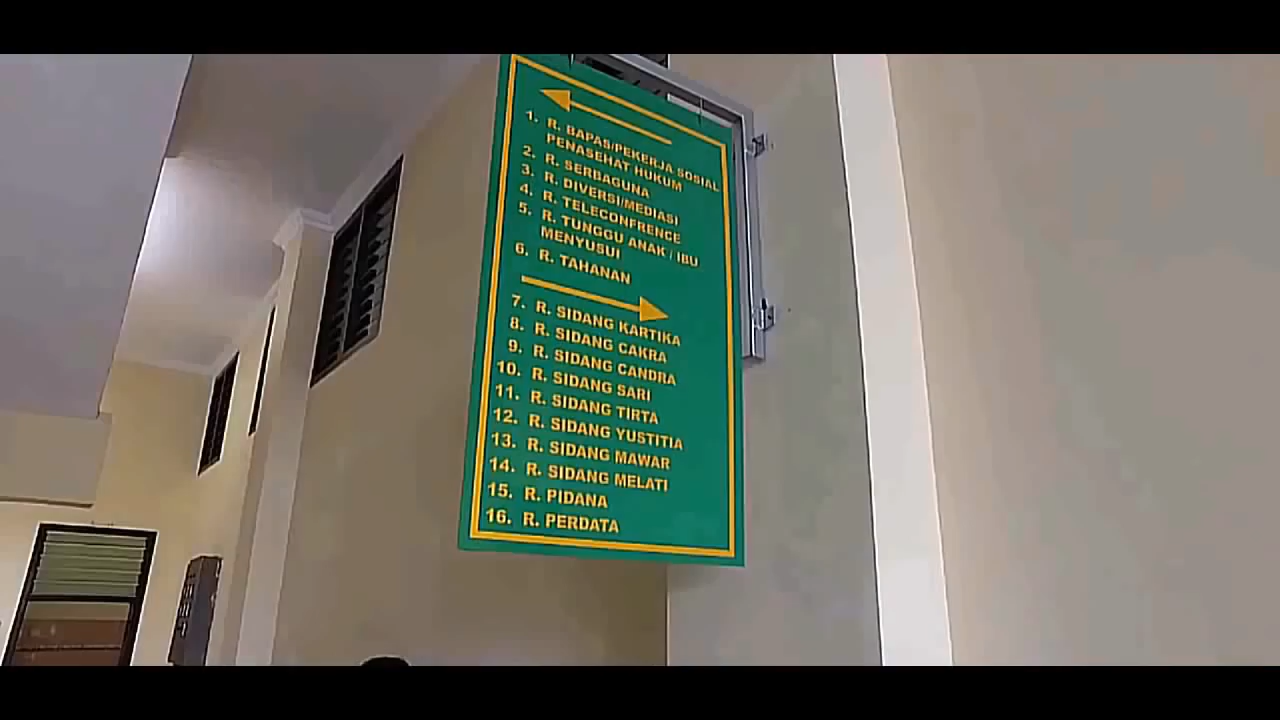 1. R. BAPAS/PEKERJA SOSIAL
PENASEHAT HUKUM
2. R. SERBAGUNA
3. R. DIVERSI/MEDIASI
4. R. TELECONFRENCE
5. R. TUNGGU ANAK / IBU
MENYUSUI
6. R. TAHANAN
7. R. SIDANG KARTIKA
8. R. SIDANG CAKRA
9. R. SIDANG CANDRA
10. R. SIDANG SARI
11. R. SIDANG TIRTA
12. R. SIDANG YUSTITIA
13. R. SIDANG MAWAR
14. R. SIDANG MELATI
15. R. PIDANA
16. R. PERDATA